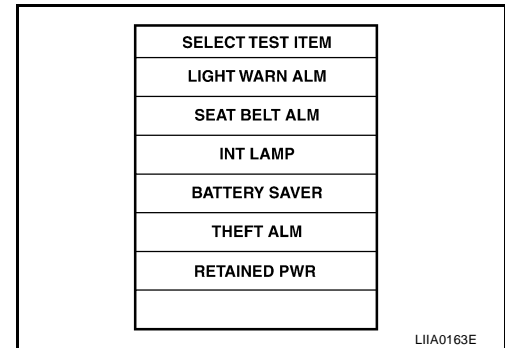 SELECT TEST ITEM
LIGHT WARN ALM
SEAT BELT ALM
INT LAMP
BATTERY SAVER
THEFT ALM
RETAINED PWR
LIIA0163E